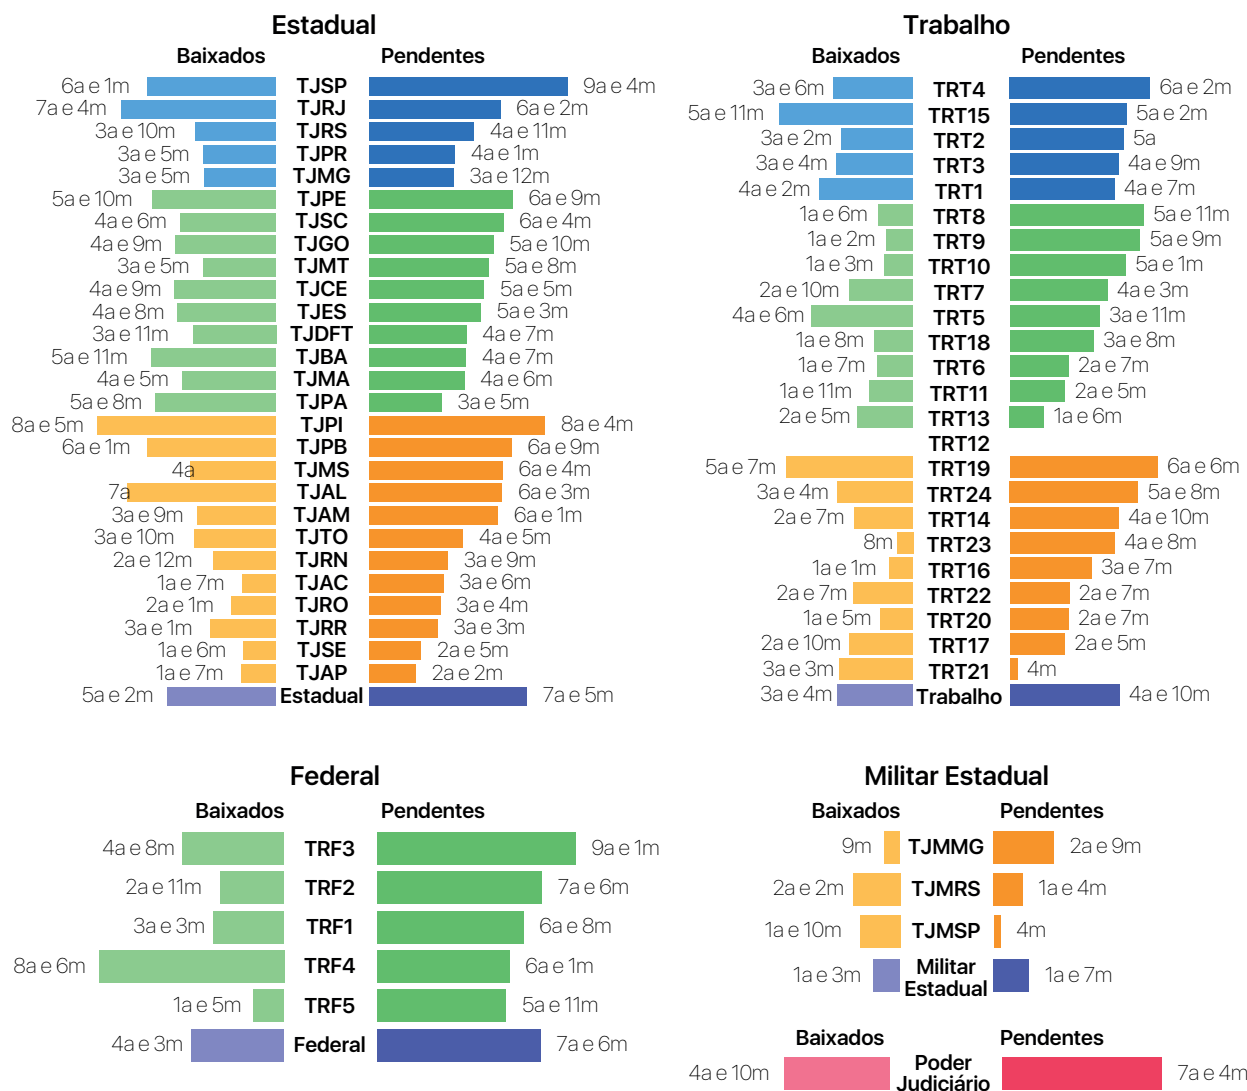 Estadual
Baixados Pendentes
6a e 1m TJSP 9a e 4m
7a e 4m TJRJ 6a e 2m
3a e 10m TJRS 4a e 11m
3a e 5m TJPR 4a e 1m
3a e 5m TJMG 3a e 12m
5a e 10m TJPE 6a e 9m
4a e 6m TJSC 6a e 4m
4a e 9m TJGO 5a e 10m
3a e 5m TJMT 5a e 8m
4a e 9m TJCE 5a e 5m
4a e 8m TJES 5a e 3m
3a e 11m TJDFT 4a e 7m
5a e 11m TJBA 4a e 7m
4a e 5m TJMA 4a e 6m
5a e 8m TJPA 3a e 5m
8a e 5m TJPI 8a e 4m
6a e 1m TJPB 6a e 9m
4a TJMS 6a e 4m
7a TJAL 6a e 3m
3a e 9m TJAM 6a e 1m
3a e 10m TJTO 4a e 5m
2a e 12m TJRN 3a e 9m
1a e 7m TJAC 3a e 6m
2a e 1m TJRO 3a e 4m
3a e 1m TJRR 3a e 3m
1a e 6m TJSE 2a e 5m
1a e 7m TJAP 2a e 2m
5a e 2m Estadual 7a e 5m
Trabalho
Baixados Pendentes
3a e 6m TRT4 6a e 2m
5a e 11m TRT15 5a e 2m
3a e 2m TRT2 5a
3a e 4m TRT3 4a e 9m
4a e 2m TRT1 4a e 7m
1a e 6m TRT8 5a e 11m
1a e 2m TRT9 5a e 9m
1a e 3m TRT10 5a e 1m
2a e 10m TRT7 4a e 3m
4a e 6m TRT5 3a e 11m
1a e 8m TRT18 3a e 8m
1a e 7m TRT6 2a e 7m
1a e 11m TRT11 2a e 5m
2a e 5m TRT13 1a e 6m
TRT12
5a e 7m TRT19 6a e 6m
3a e 4m TRT24 5a e 8m
2a e 7m TRT14 4a e 10m
8m TRT23 4a e 8m
1a e 1m TRT16 3a e 7m
2a e 7m TRT22 2a e 7m
1a e 5m TRT20 2a e 7m
2a e 10m TRT17 2a e 5m
3a e 3m TRT21 4m
3a e 4m Trabalho 4a e 10m
Federal
Baixados Pendentes
4a e 8m TRF3 9a e 1m
2a e 11m TRF2 7a e 6m
3a e 3m TRF1 6a e 8m
8a e 6m TRF4 6a e 1m
1a e 5m TRF5 5a e 11m
4a e 3m Federal 7a e 6m
Militar Estadual
Baixados Pendentes
9m TJMMG 2a e 9m
2a e 2m TJMRS 1a e 4m
1a e 10m TJMSP 4m
1a e 3m Militar 1a e 7m
Estadual
Baixados Pendentes
4a e 10m Poder 7a e 4m
Judiciário